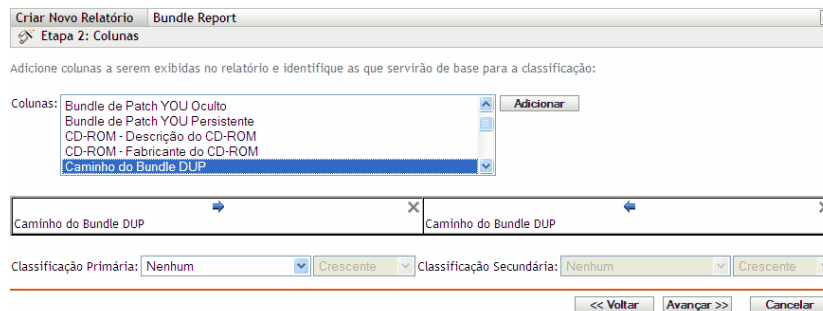 Criar Novo Relatório Bundle Report
Etapa 2: Colunas
Adicione colunas a serem exibidas no relatório e identifique as que servirão de base para a classificação:
Colunas: Bundle de Patch YOU Oculto Adicionar
Bundle de Patch YOU Persistente
CD-ROM - Descrição do CD-ROM
CD-ROM - Fabricante do CD-ROM
Caminho do Bundle DUP
Caminho do Bundle DUP Caminho do Bundle DUP
Classificação Primária: Nenhum Crescente Classificação Secundária: Nenhum Crescente
<< Voltar Avançar >> Cancelar